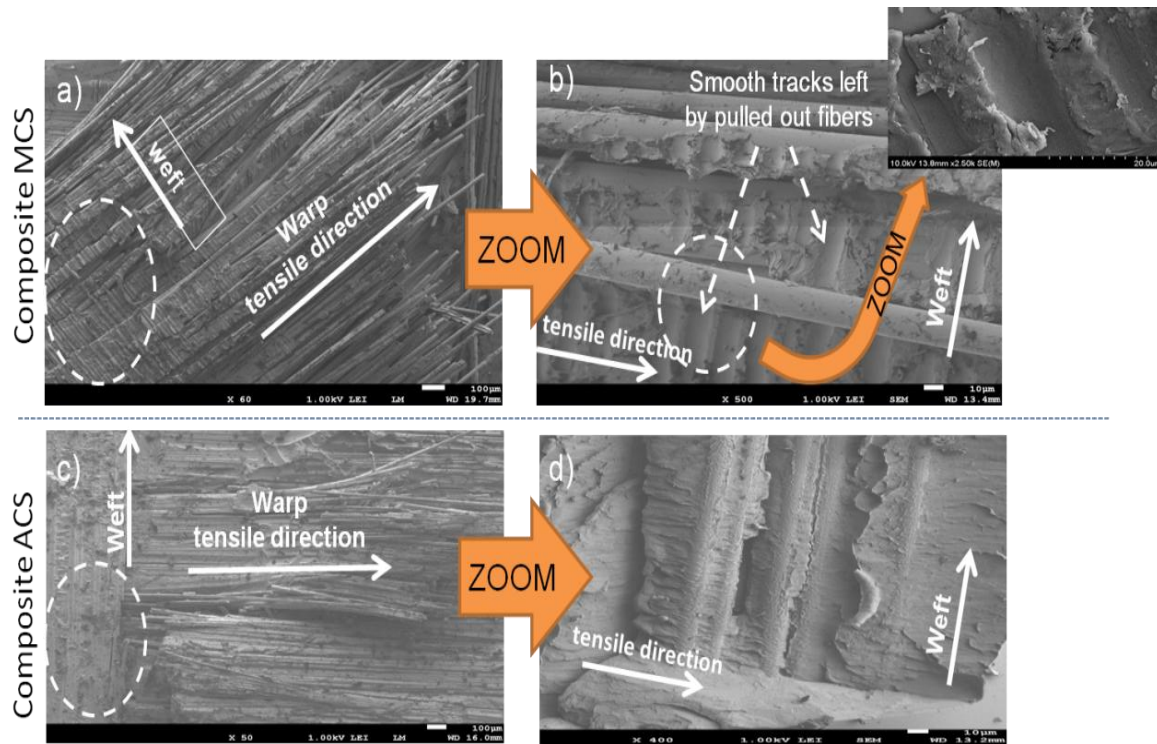 Composite MCS
a)
weft
Warp
tensile direction
100µm
X 60 1.00kV LEI LM WD 19.7mm
ZOOM
b)
Smooth tracks left
by pulled out fibers
tensile direction
ZOOM
Weft
10µm
X 500 1.00kV LEI SEM WD 13.4mm
10.0kV 13.8mm x2.50k SE(M)
20.0um
Composite ACS
c)
Weft
Warp
tensile direction
100µm
X 50 1.00kV LEI LM WD 16.0mm
ZOOM
d)
tensile direction
Weft
10µm
X 400 1.00kV LEI SEM WD 13.2mm